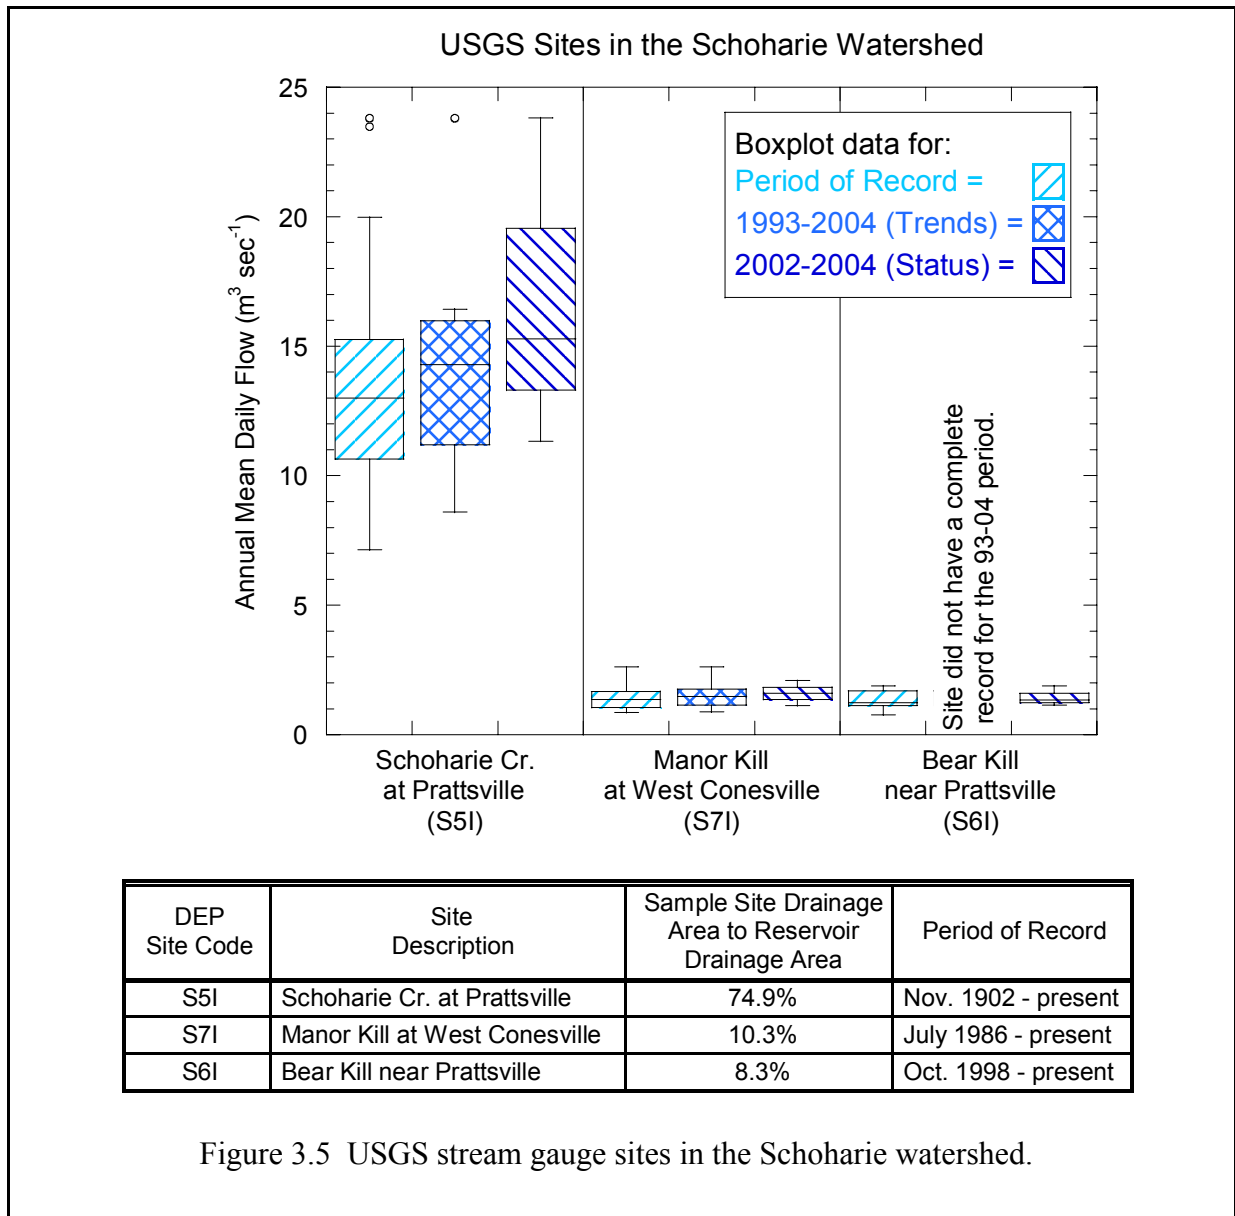 USGS Sites in the Schoharie Watershed
Annual Mean Daily Flow (m³ sec⁻¹)
25
20
15
10
5
0
Boxplot data for:
Period of Record =
1993-2004 (Trends) =
2002-2004 (Status) =
Site did not have a complete
record for the 93-04 period.
Schoharie Cr.
at Prattsville
(S5I)
Manor Kill
at West Conesville
(S7I)
Bear Kill
near Prattsville
(S6I)
DEP
Site Code
Site
Description
Sample Site Drainage
Area to Reservoir
Drainage Area
Period of Record
S5I Schoharie Cr. at Prattsville 74.9% Nov. 1902 - present
S7I Manor Kill at West Conesville 10.3% July 1986 - present
S6I Bear Kill near Prattsville 8.3% Oct. 1998 - present
Figure 3.5 USGS stream gauge sites in the Schoharie watershed.